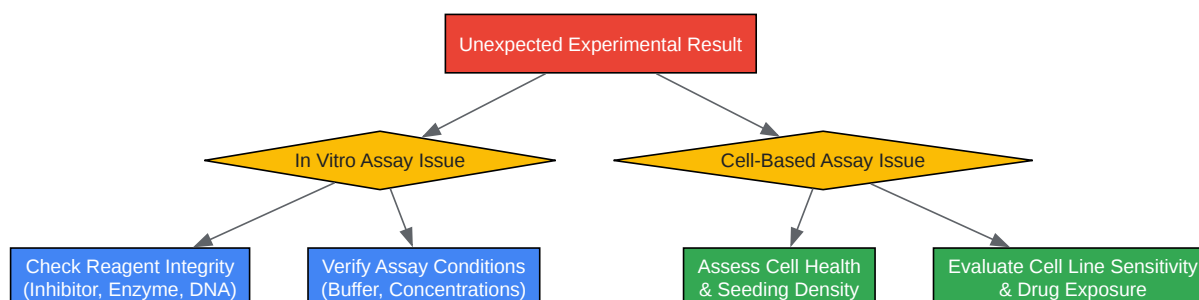 Unexpected Experimental Result
In Vitro Assay Issue
Cell-Based Assay Issue
Check Reagent Integrity
(Inhibitor, Enzyme, DNA)
Verify Assay Conditions
(Buffer, Concentrations)
Assess Cell Health
& Seeding Density
Evaluate Cell Line Sensitivity
& Drug Exposure